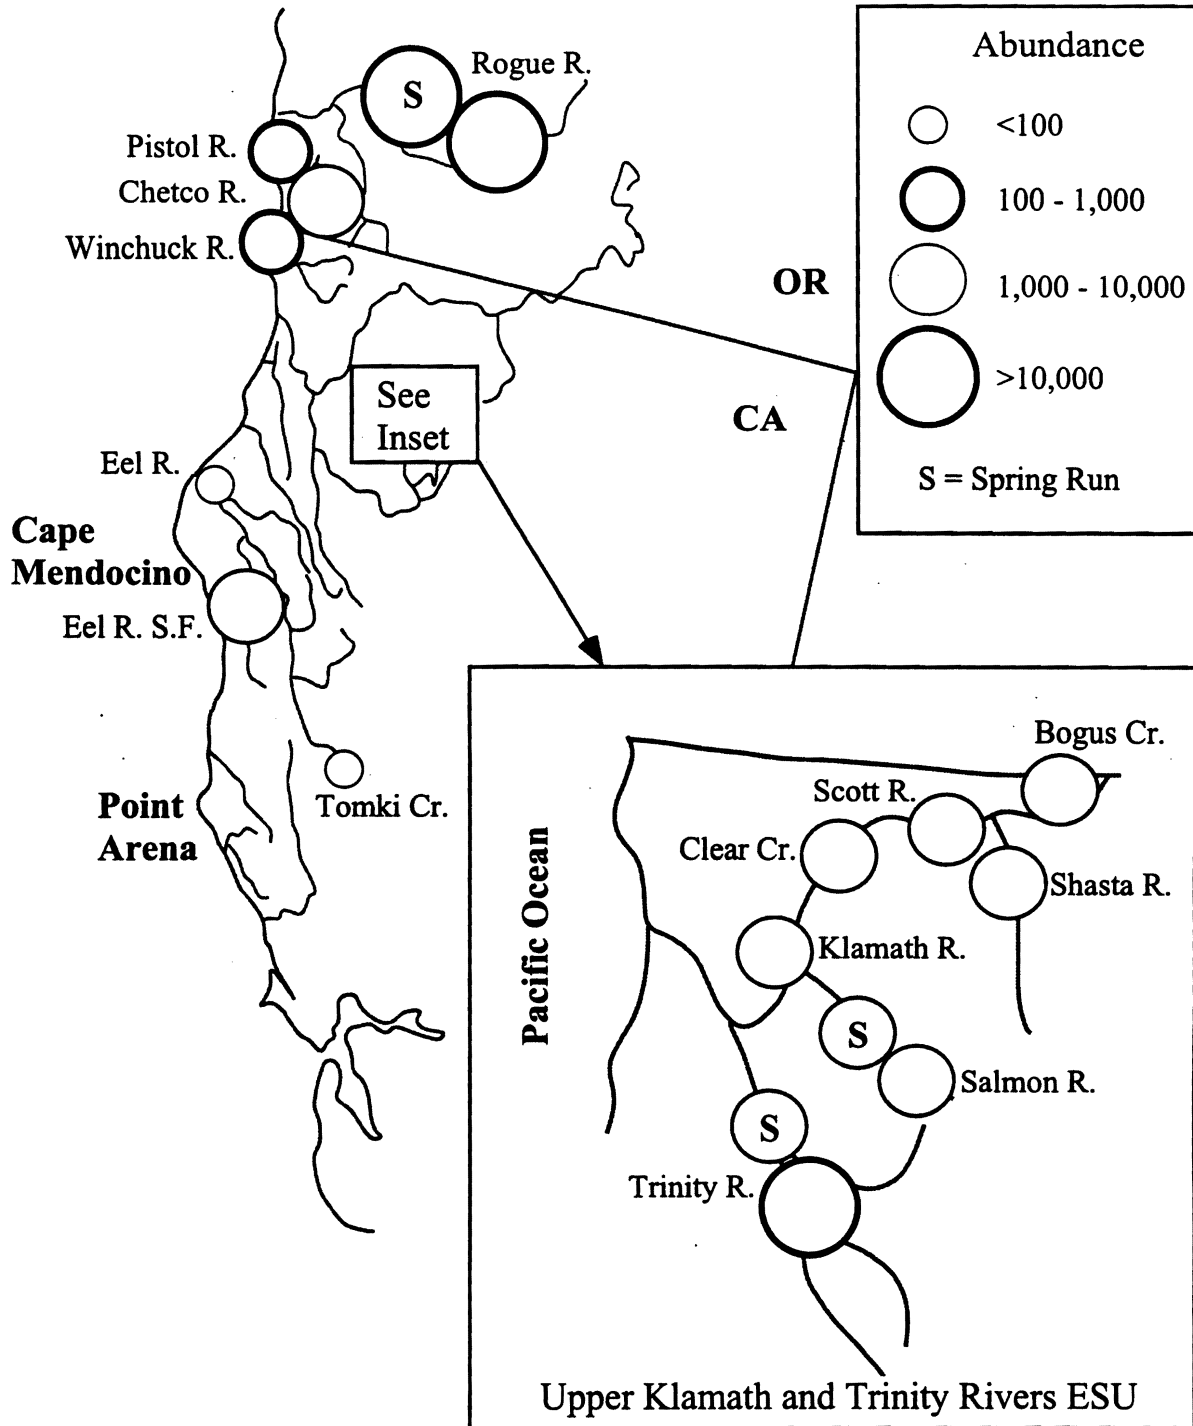 Abundance
<100
100 - 1,000
1,000 - 10,000
>10,000
S = Spring Run
Rogue R.
S
Pistol R.
Chetco R.
Winchuck R.
OR
CA
See
Inset
Eel R.
Cape
Mendocino
Eel R. S.F.
Tomki Cr.
Point
Arena
Bogus Cr.
Scott R.
Clear Cr.
Shasta R.
Pacific Ocean
Klamath R.
S
Salmon R.
S
Trinity R.
Upper Klamath and Trinity Rivers ESU